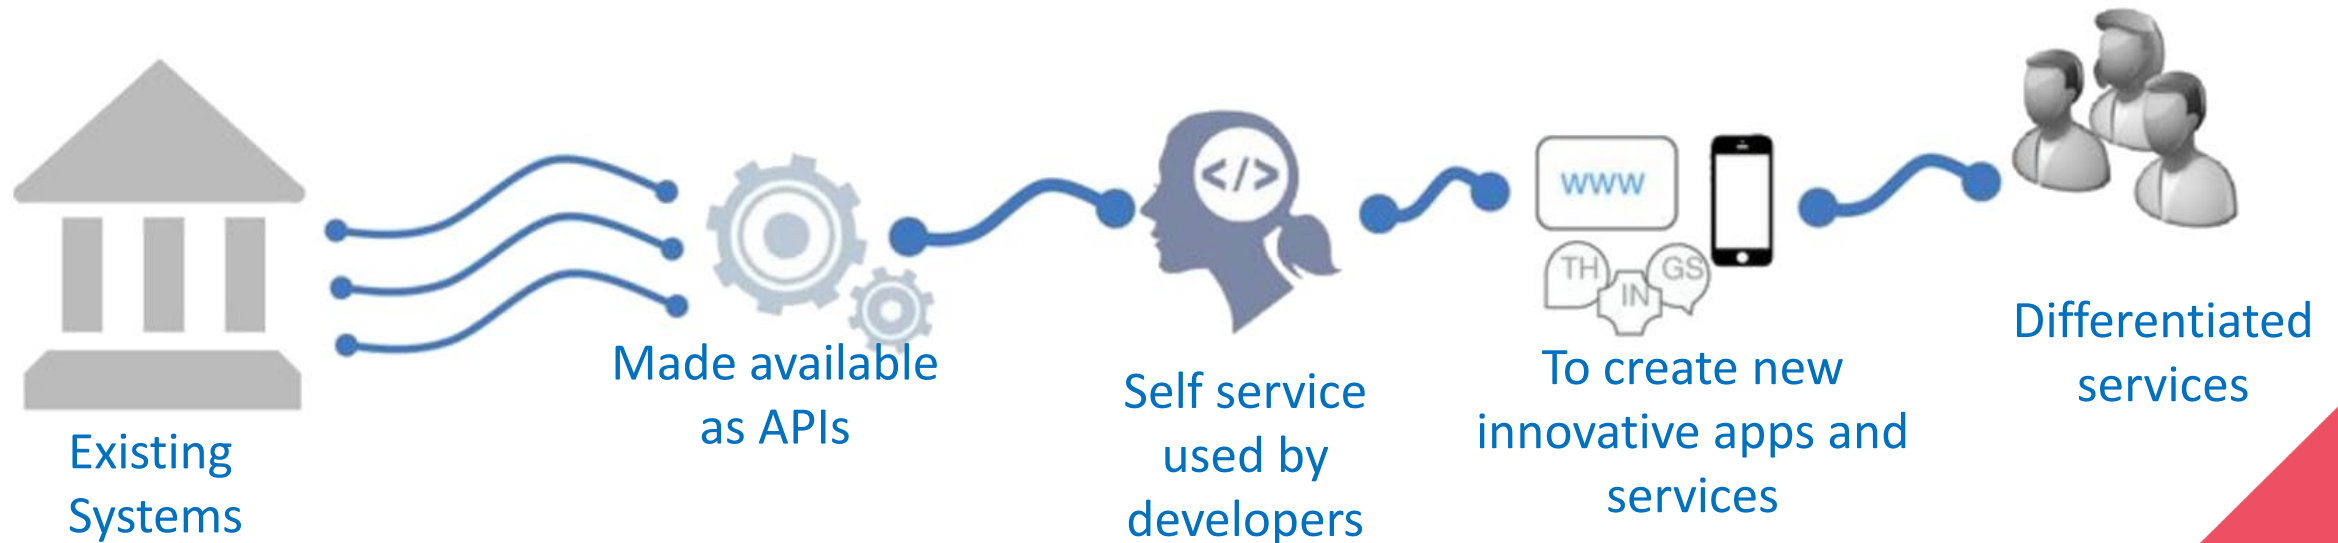 </>
WWW
TH
IN
GS
Existing
Systems
Made available
as APIs
Self service
used by
developers
To create new
innovative apps and
services
Differentiated
services